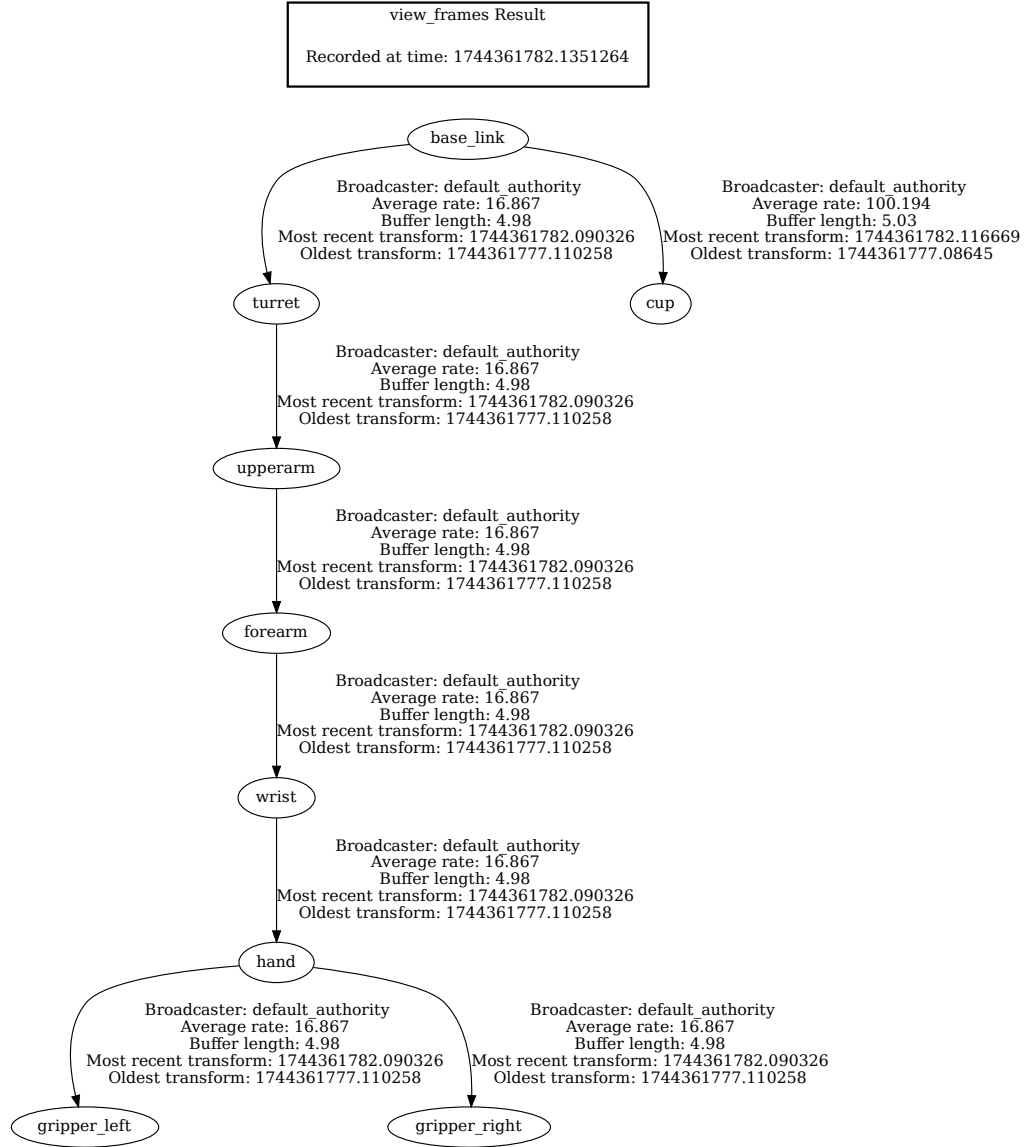 view_frames Result
Recorded at time: 1744361782.1351264
base_link
Broadcaster: default_authority
Average rate: 16.867
Buffer length: 4.98
Most recent transform: 1744361782.090326
Oldest transform: 1744361777.110258
Broadcaster: default_authority
Average rate: 100.194
Buffer length: 5.03
Most recent transform: 1744361782.116669
Oldest transform: 1744361777.08645
turret
cup
Broadcaster: default_authority
Average rate: 16.867
Buffer length: 4.98
Most recent transform: 1744361782.090326
Oldest transform: 1744361777.110258
upperarm
Broadcaster: default_authority
Average rate: 16.867
Buffer length: 4.98
Most recent transform: 1744361782.090326
Oldest transform: 1744361777.110258
forearm
Broadcaster: default_authority
Average rate: 16.867
Buffer length: 4.98
Most recent transform: 1744361782.090326
Oldest transform: 1744361777.110258
wrist
Broadcaster: default_authority
Average rate: 16.867
Buffer length: 4.98
Most recent transform: 1744361782.090326
Oldest transform: 1744361777.110258
hand
Broadcaster: default_authority
Average rate: 16.867
Buffer length: 4.98
Most recent transform: 1744361782.090326
Oldest transform: 1744361777.110258
Broadcaster: default_authority
Average rate: 16.867
Buffer length: 4.98
Most recent transform: 1744361782.090326
Oldest transform: 1744361777.110258
gripper_left
gripper_right